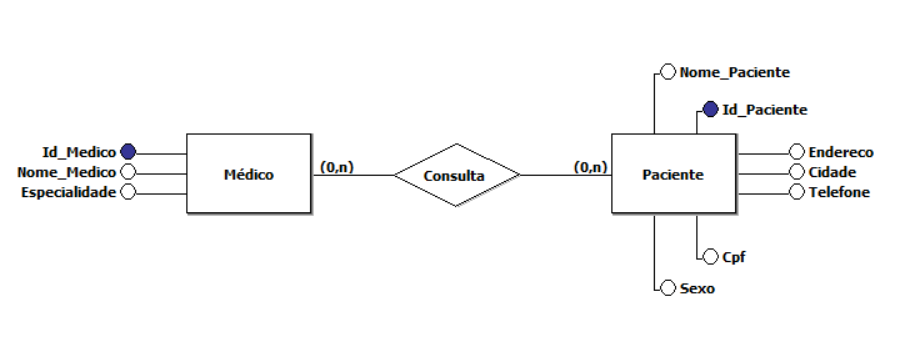 Nome_Paciente
Id_Paciente
Id_Medico
Nome_Medico
Especialidade
Médico
(0,n)
Consulta
(0,n)
Paciente
Endereco
Cidade
Telefone
Cpf
Sexo